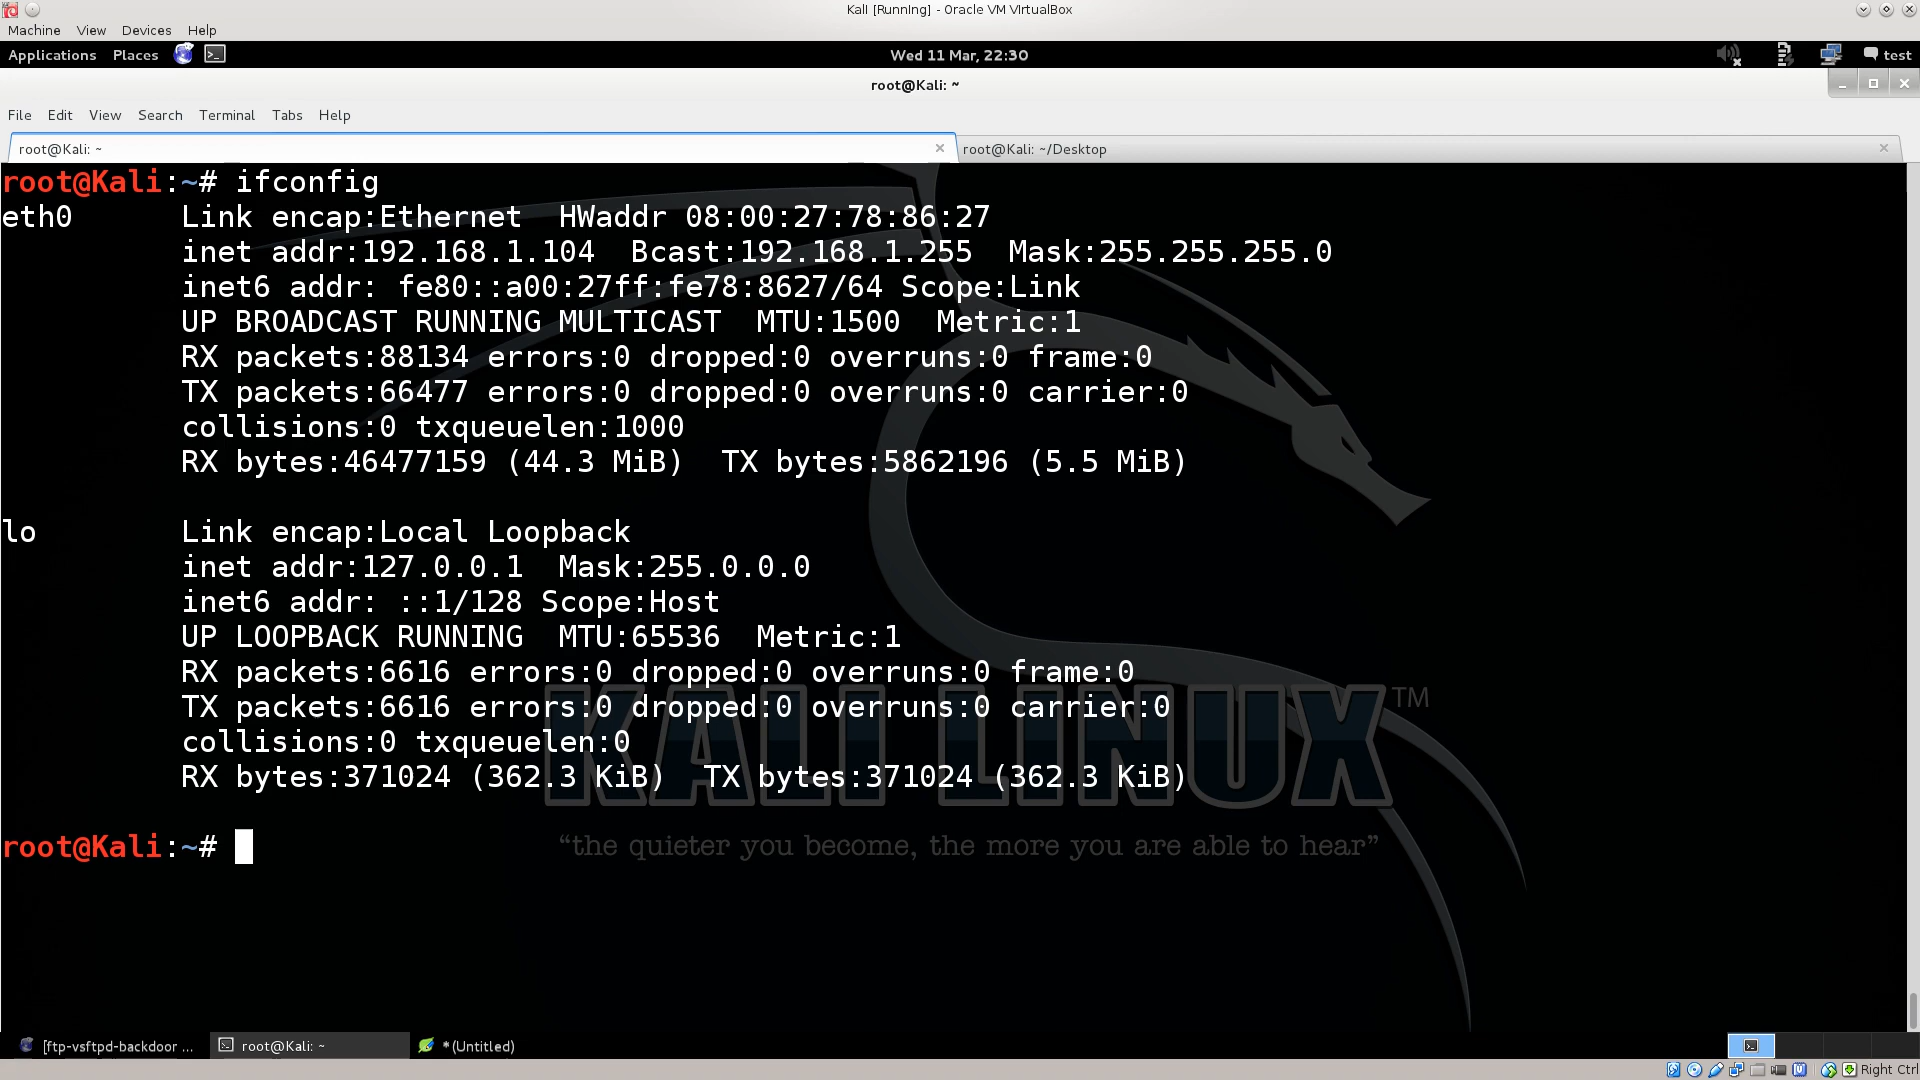 Kali [Running] - Oracle VM VirtualBox
Machine View Devices Help
Applications Places Wed 11 Mar, 22:30 test
root@Kali: ~
File Edit View Search Terminal Tabs Help
root@Kali: ~ root@Kali: ~/Desktop
root@Kali:~# ifconfig
eth0 Link encap:Ethernet HWaddr 08:00:27:78:86:27
inet addr:192.168.1.104 Bcast:192.168.1.255 Mask:255.255.255.0
inet6 addr: fe80::a00:27ff:fe78:8627/64 Scope:Link
UP BROADCAST RUNNING MULTICAST MTU:1500 Metric:1
RX packets:88134 errors:0 dropped:0 overruns:0 frame:0
TX packets:66477 errors:0 dropped:0 overruns:0 carrier:0
collisions:0 txqueuelen:1000
RX bytes:46477159 (44.3 MiB) TX bytes:5862196 (5.5 MiB)
lo Link encap:Local Loopback
inet addr:127.0.0.1 Mask:255.0.0.0
inet6 addr: ::1/128 Scope:Host
UP LOOPBACK RUNNING MTU:65536 Metric:1
RX packets:6616 errors:0 dropped:0 overruns:0 frame:0
TX packets:6616 errors:0 dropped:0 overruns:0 carrier:0
collisions:0 txqueuelen:0
RX bytes:371024 (362.3 KiB) TX bytes:371024 (362.3 KiB)
KALI LINUX™
root@Kali:~#
“the quieter you become, the more you are able to hear”
[ftp-vsftpd-backdoor ... root@Kali: ~ *(Untitled)
Right Ctrl